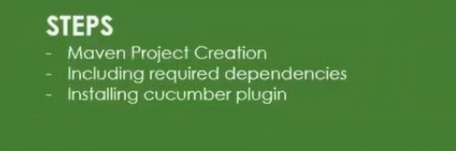 STEPS
- Maven Project Creation
- Including required dependencies
- Installing cucumber plugin